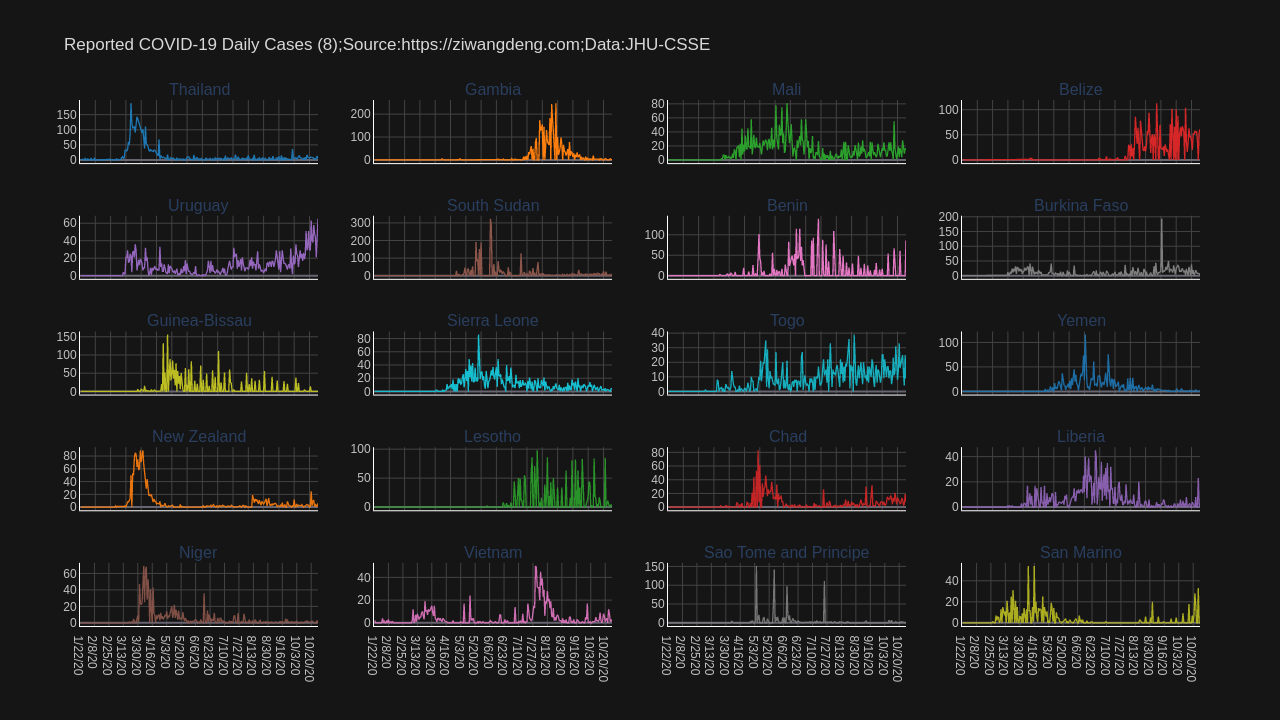 Reported COVID-19 Daily Cases (8);Source:https://ziwangdeng.com;Data:JHU-CSSE
Thailand Gambia Mali Belize
150 100 50 0
200 100 0
80 60 40 20 0
100 50 0
Uruguay South Sudan Benin Burkina Faso
60 40 20 0
300 200 100 0
100 50 0
200 150 100 50 0
Guinea-Bissau Sierra Leone Togo Yemen
150 100 50 0
80 60 40 20
40 30 20 10 0
100 50 0
New Zealand Lesotho Chad Liberia
80 60 40 20 0
100 50 0
80 60 40 20 0
40 20 0
Niger Vietnam Sao Tome and Principe San Marino
60 40 20 0
40 20 0
150 100 50 0
40 20 0
1/22/20 2/8/20 2/25/20 3/13/20 3/30/20 4/16/20 5/3/20 5/20/20 6/6/20 6/23/20 7/10/20 7/27/20 8/13/20 8/30/20 9/16/20 10/3/20 10/20/20
1/22/20 2/8/20 2/25/20 3/13/20 3/30/20 4/16/20 5/3/20 5/20/20 6/6/20 6/23/20 7/10/20 7/27/20 8/13/20 8/30/20 9/16/20 10/3/20 10/20/20
1/22/20 2/8/20 2/25/20 3/13/20 3/30/20 4/16/20 5/3/20 5/20/20 6/6/20 6/23/20 7/10/20 7/27/20 8/13/20 8/30/20 9/16/20 10/3/20 10/20/20
1/22/20 2/8/20 2/25/20 3/13/20 3/30/20 4/16/20 5/3/20 5/20/20 6/6/20 6/23/20 7/10/20 7/27/20 8/13/20 8/30/20 9/16/20 10/3/20 10/20/20